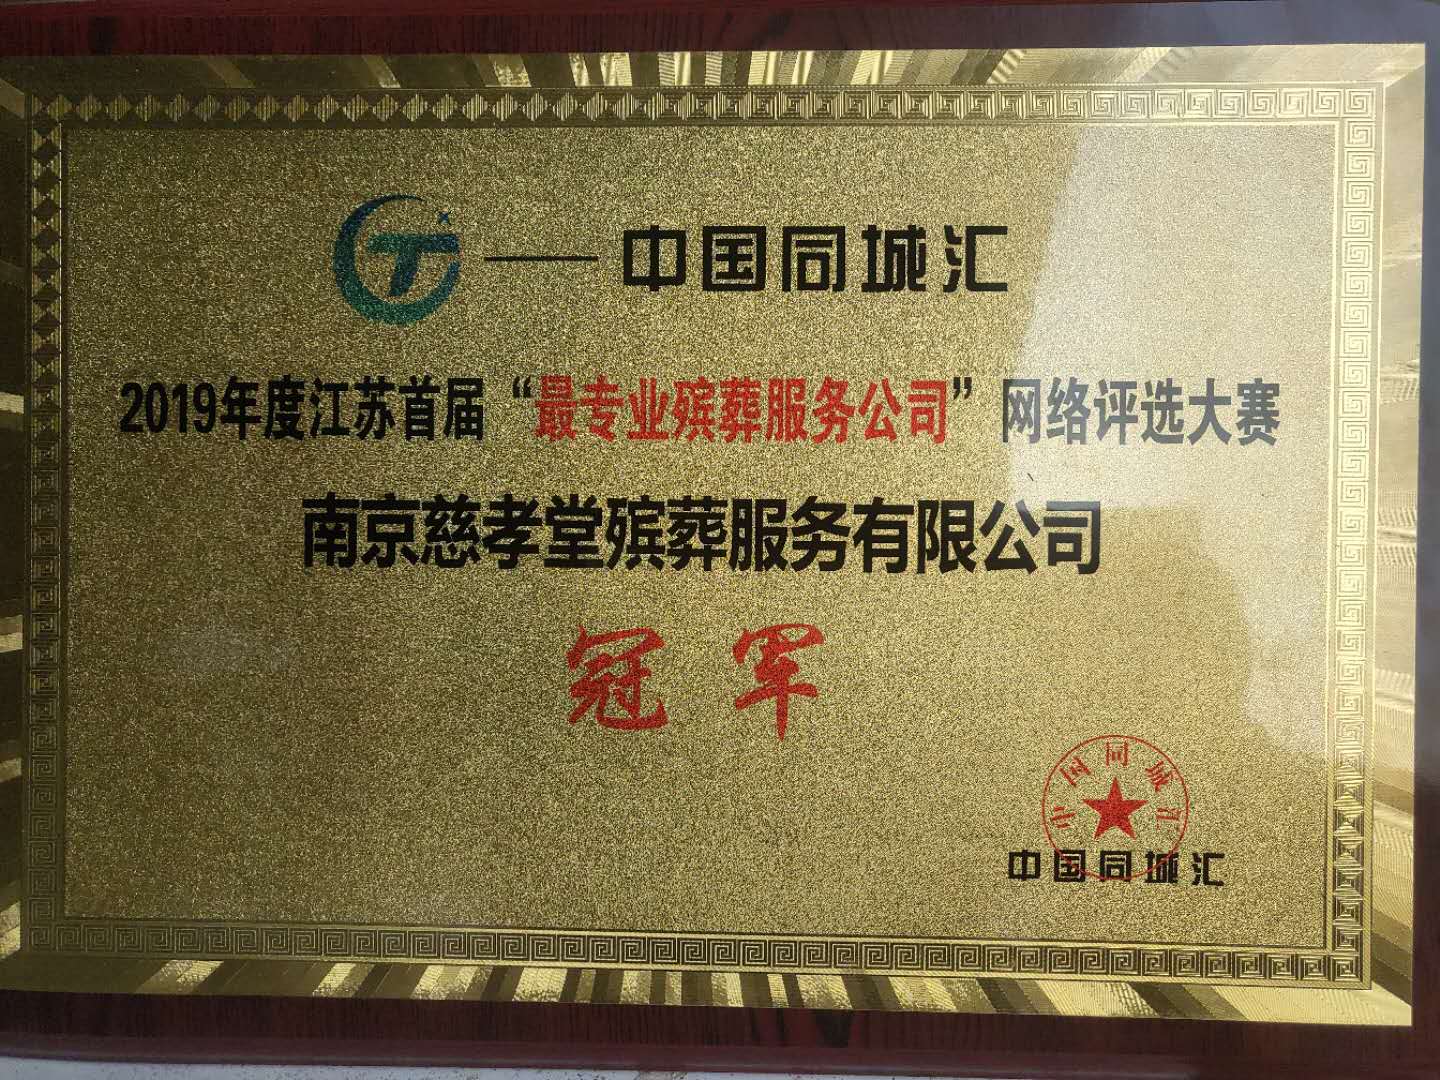 CT——中国同城汇
2019年度江苏首届“最专业殡葬服务公司”网络评选大赛
南京慈孝堂殡葬服务有限公司
冠军
中国同城汇
中国同城汇